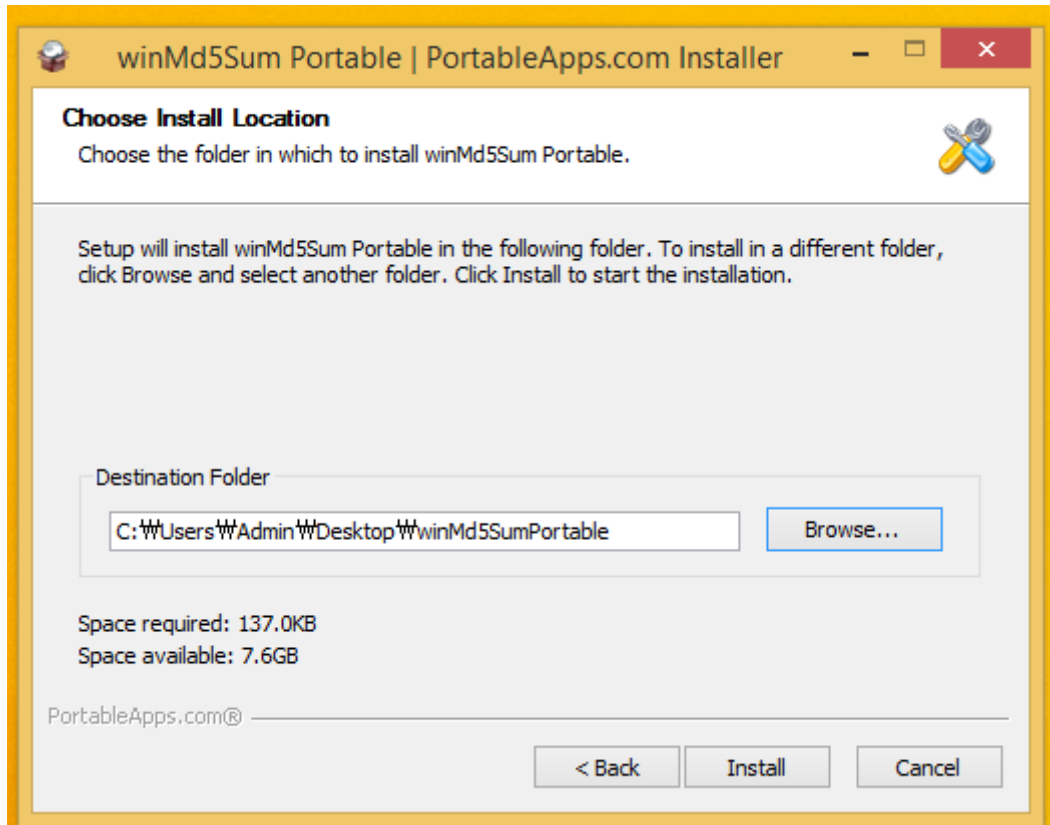 winMd5Sum Portable | PortableApps.com Installer
Choose Install Location
Choose the folder in which to install winMd5Sum Portable.
Setup will install winMd5Sum Portable in the following folder. To install in a different folder,
click Browse and select another folder. Click Install to start the installation.
Destination Folder
C:₩Users₩Admin₩Desktop₩winMd5SumPortable
Browse...
Space required: 137.0KB
Space available: 7.6GB
PortableApps.com®
< Back
Install
Cancel